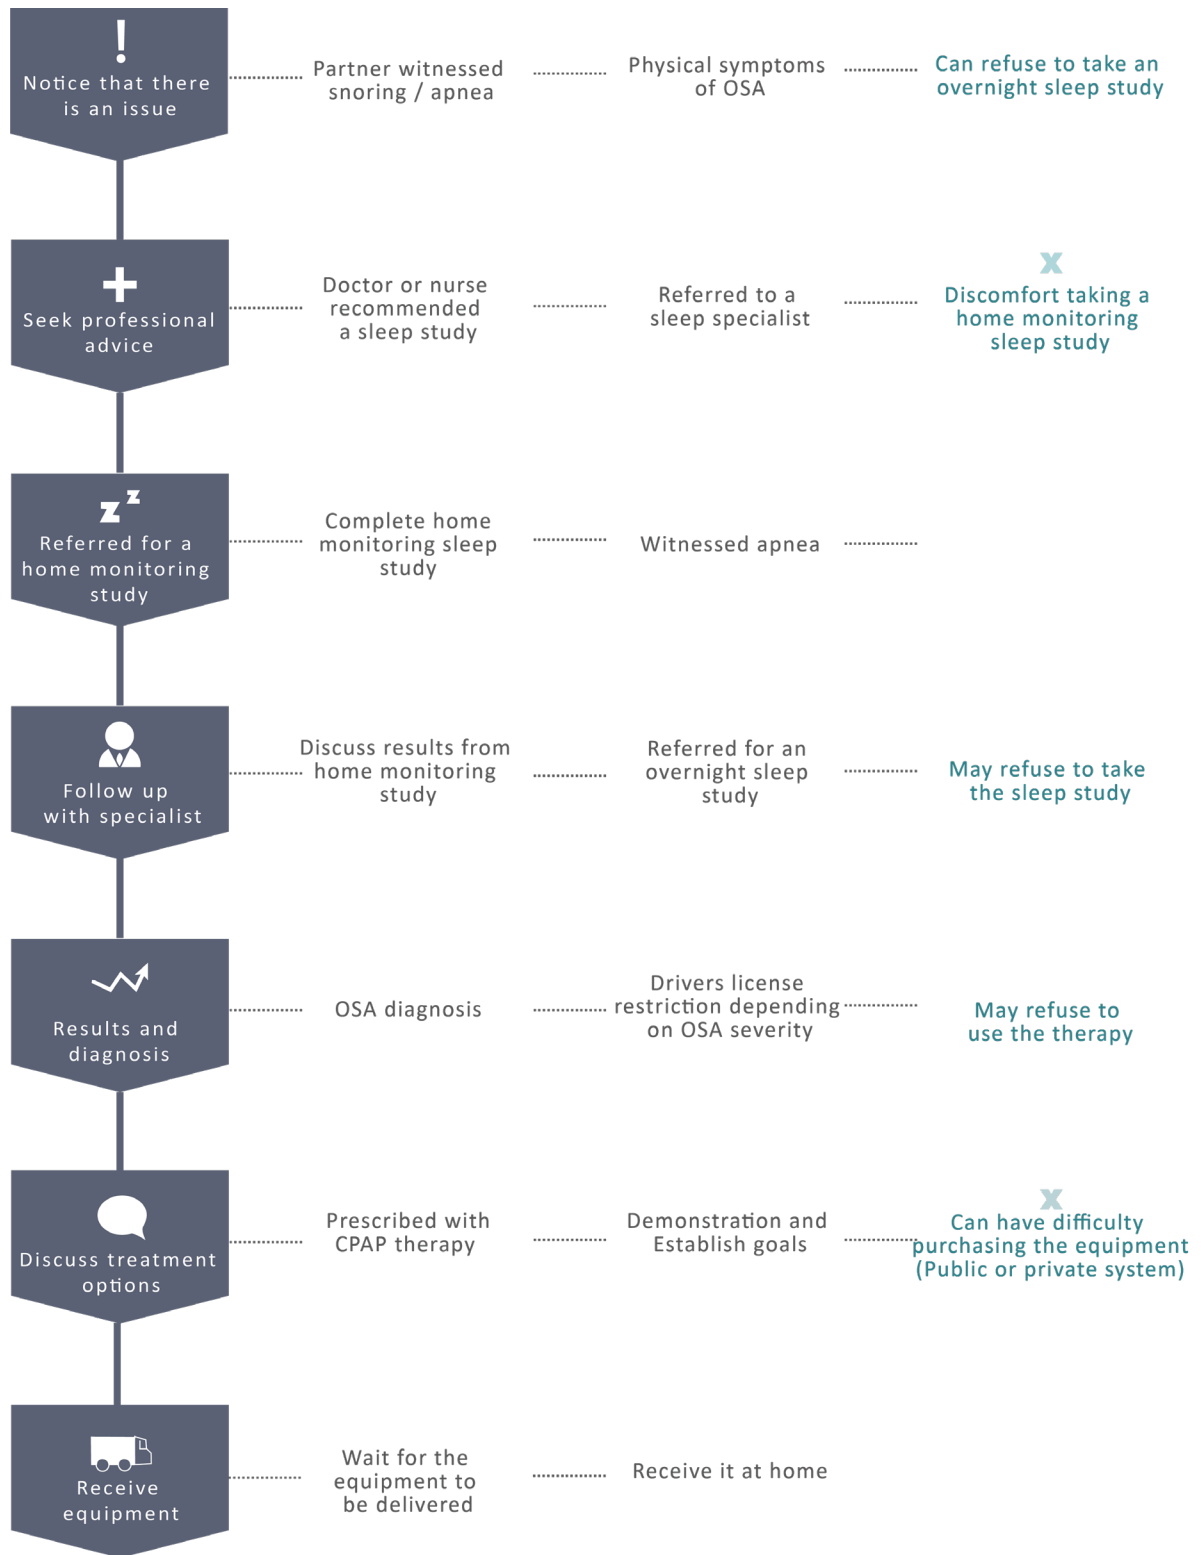 !
Notice that there
is an issue
Partner witnessed
snoring / apnea
Physical symptoms
of OSA
Can refuse to take an
overnight sleep study
Seek professional
advice
Doctor or nurse
recommended
a sleep study
Referred to a
sleep specialist
x
Discomfort taking a
home monitoring
sleep study
z z
Referred for a
home monitoring
study
Complete home
monitoring sleep
study
Witnessed apnea
Follow up
with specialist
Discuss results from
home monitoring
study
Referred for an
overnight sleep
study
May refuse to take
the sleep study
Results and
diagnosis
OSA diagnosis
Drivers license
restriction depending
on OSA severity
May refuse to
use the therapy
Discuss treatment
options
Prescribed with
CPAP therapy
Demonstration and
Establish goals
x
Can have difficulty
purchasing the equipment
(Public or private system)
Receive
equipment
Wait for the
equipment to
be delivered
Receive it at home